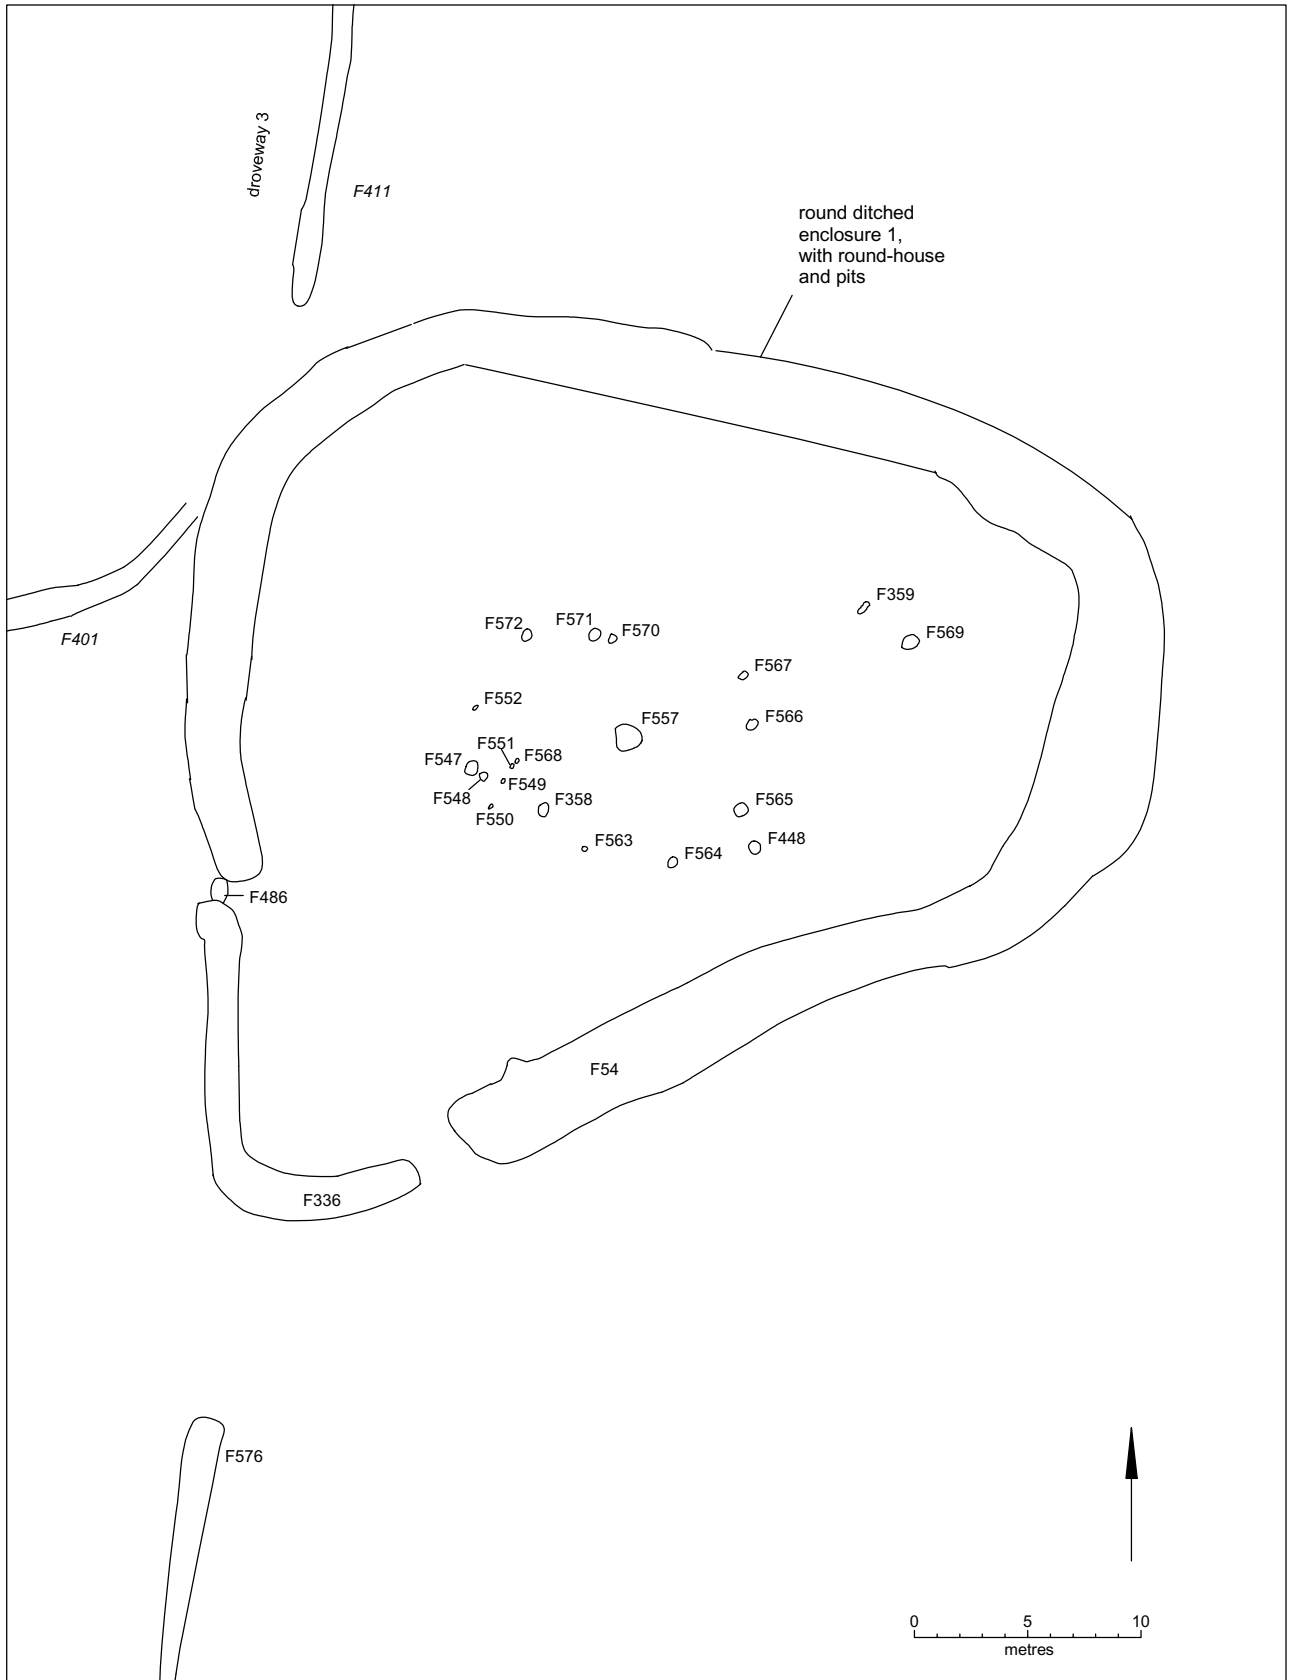 droveway 3
F411
round ditched
enclosure 1,
with round-house
and pits
F401
F359
F572
F571
F570
F569
F567
F552
F557
F566
F551
F568
F547
F549
F548
F358
F565
F550
F563
F564
F448
F486
F54
F336
F576
0 5 10
metres